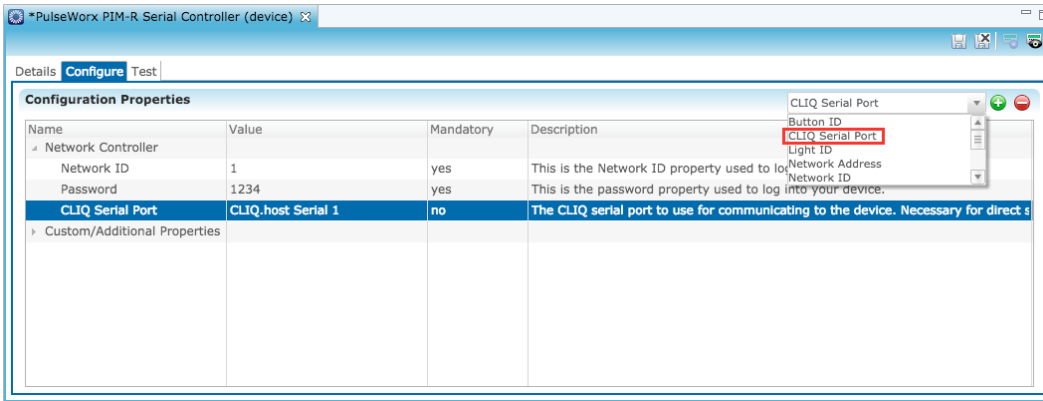 *PulseWorx PIM-R Serial Controller (device)
Details Configure Test
Configuration Properties
CLIQ Serial Port
Button ID
CLIQ Serial Port
Light ID
Network Address
Network ID
Name Value Mandatory Description
Network Controller
Network ID 1 yes This is the Network ID property used to log
Password 1234 yes This is the password property used to log into your device.
CLIQ Serial Port CLIQ.host Serial 1 no The CLIQ serial port to use for communicating to the device. Necessary for direct s
Custom/Additional Properties